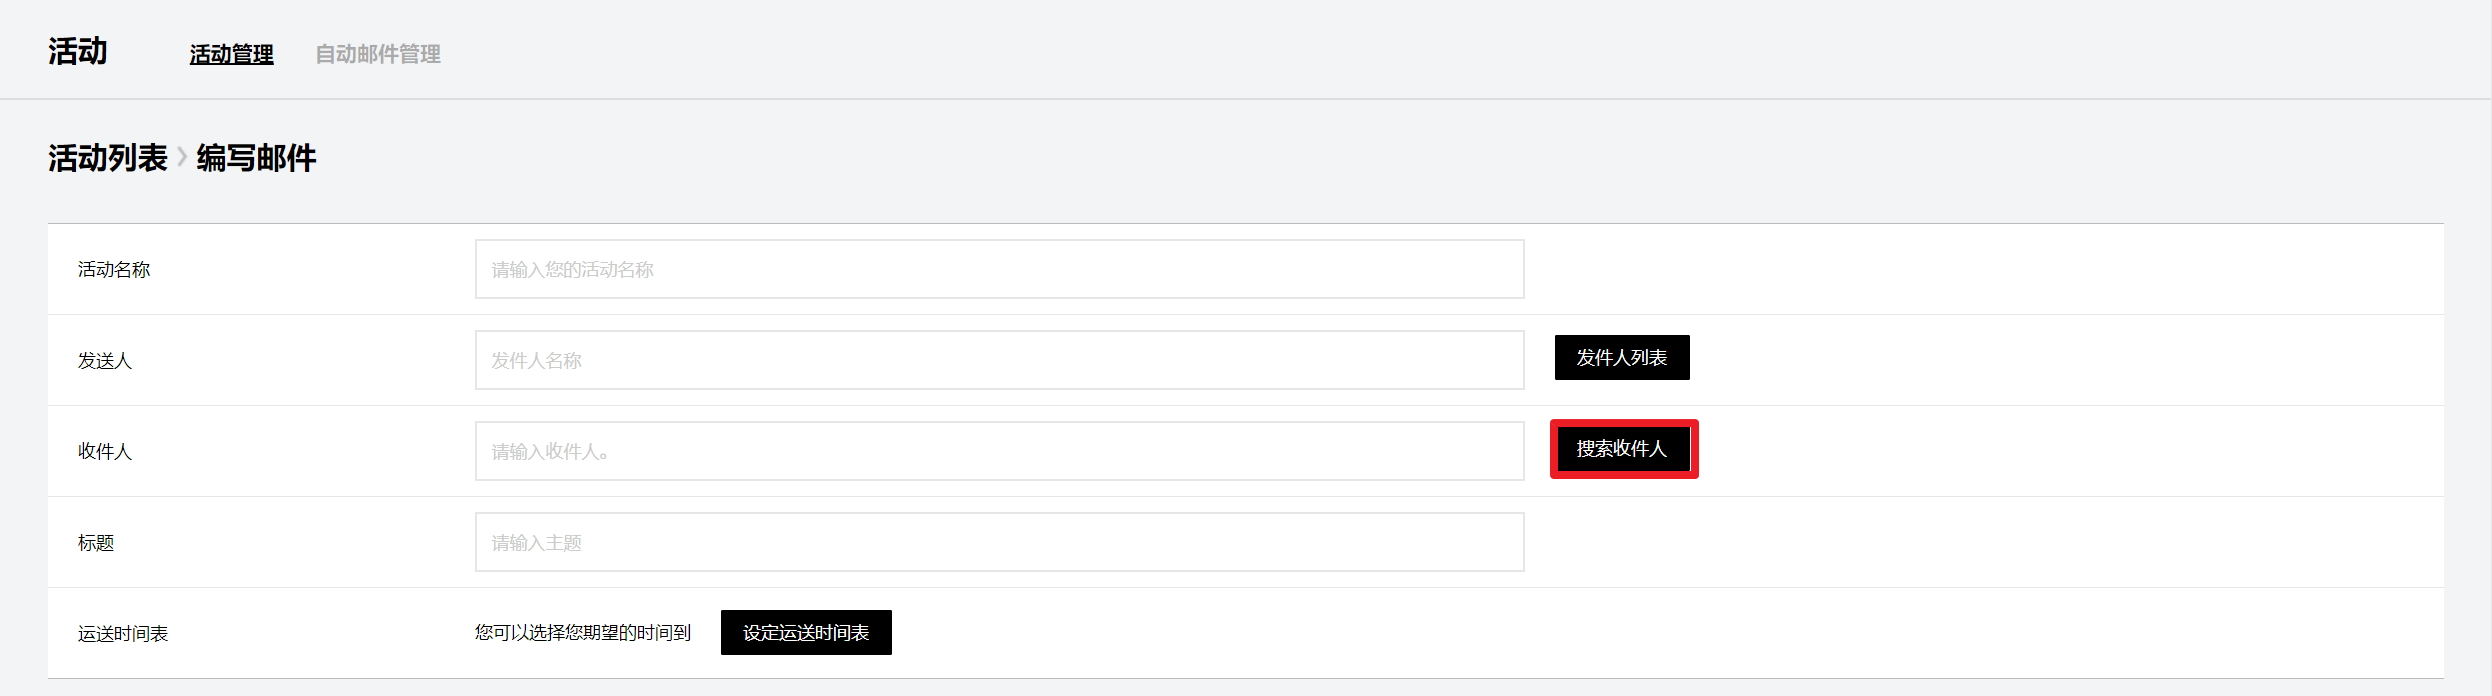 活动 活动管理 自动邮件管理
活动列表 > 编写邮件
活动名称 请输入您的活动名称
发送人 发件人名称 发件人列表
收件人 请输入收件人。 搜索收件人
标题 请输入主题
运送时间表 您可以选择您期望的时间到 设定运送时间表